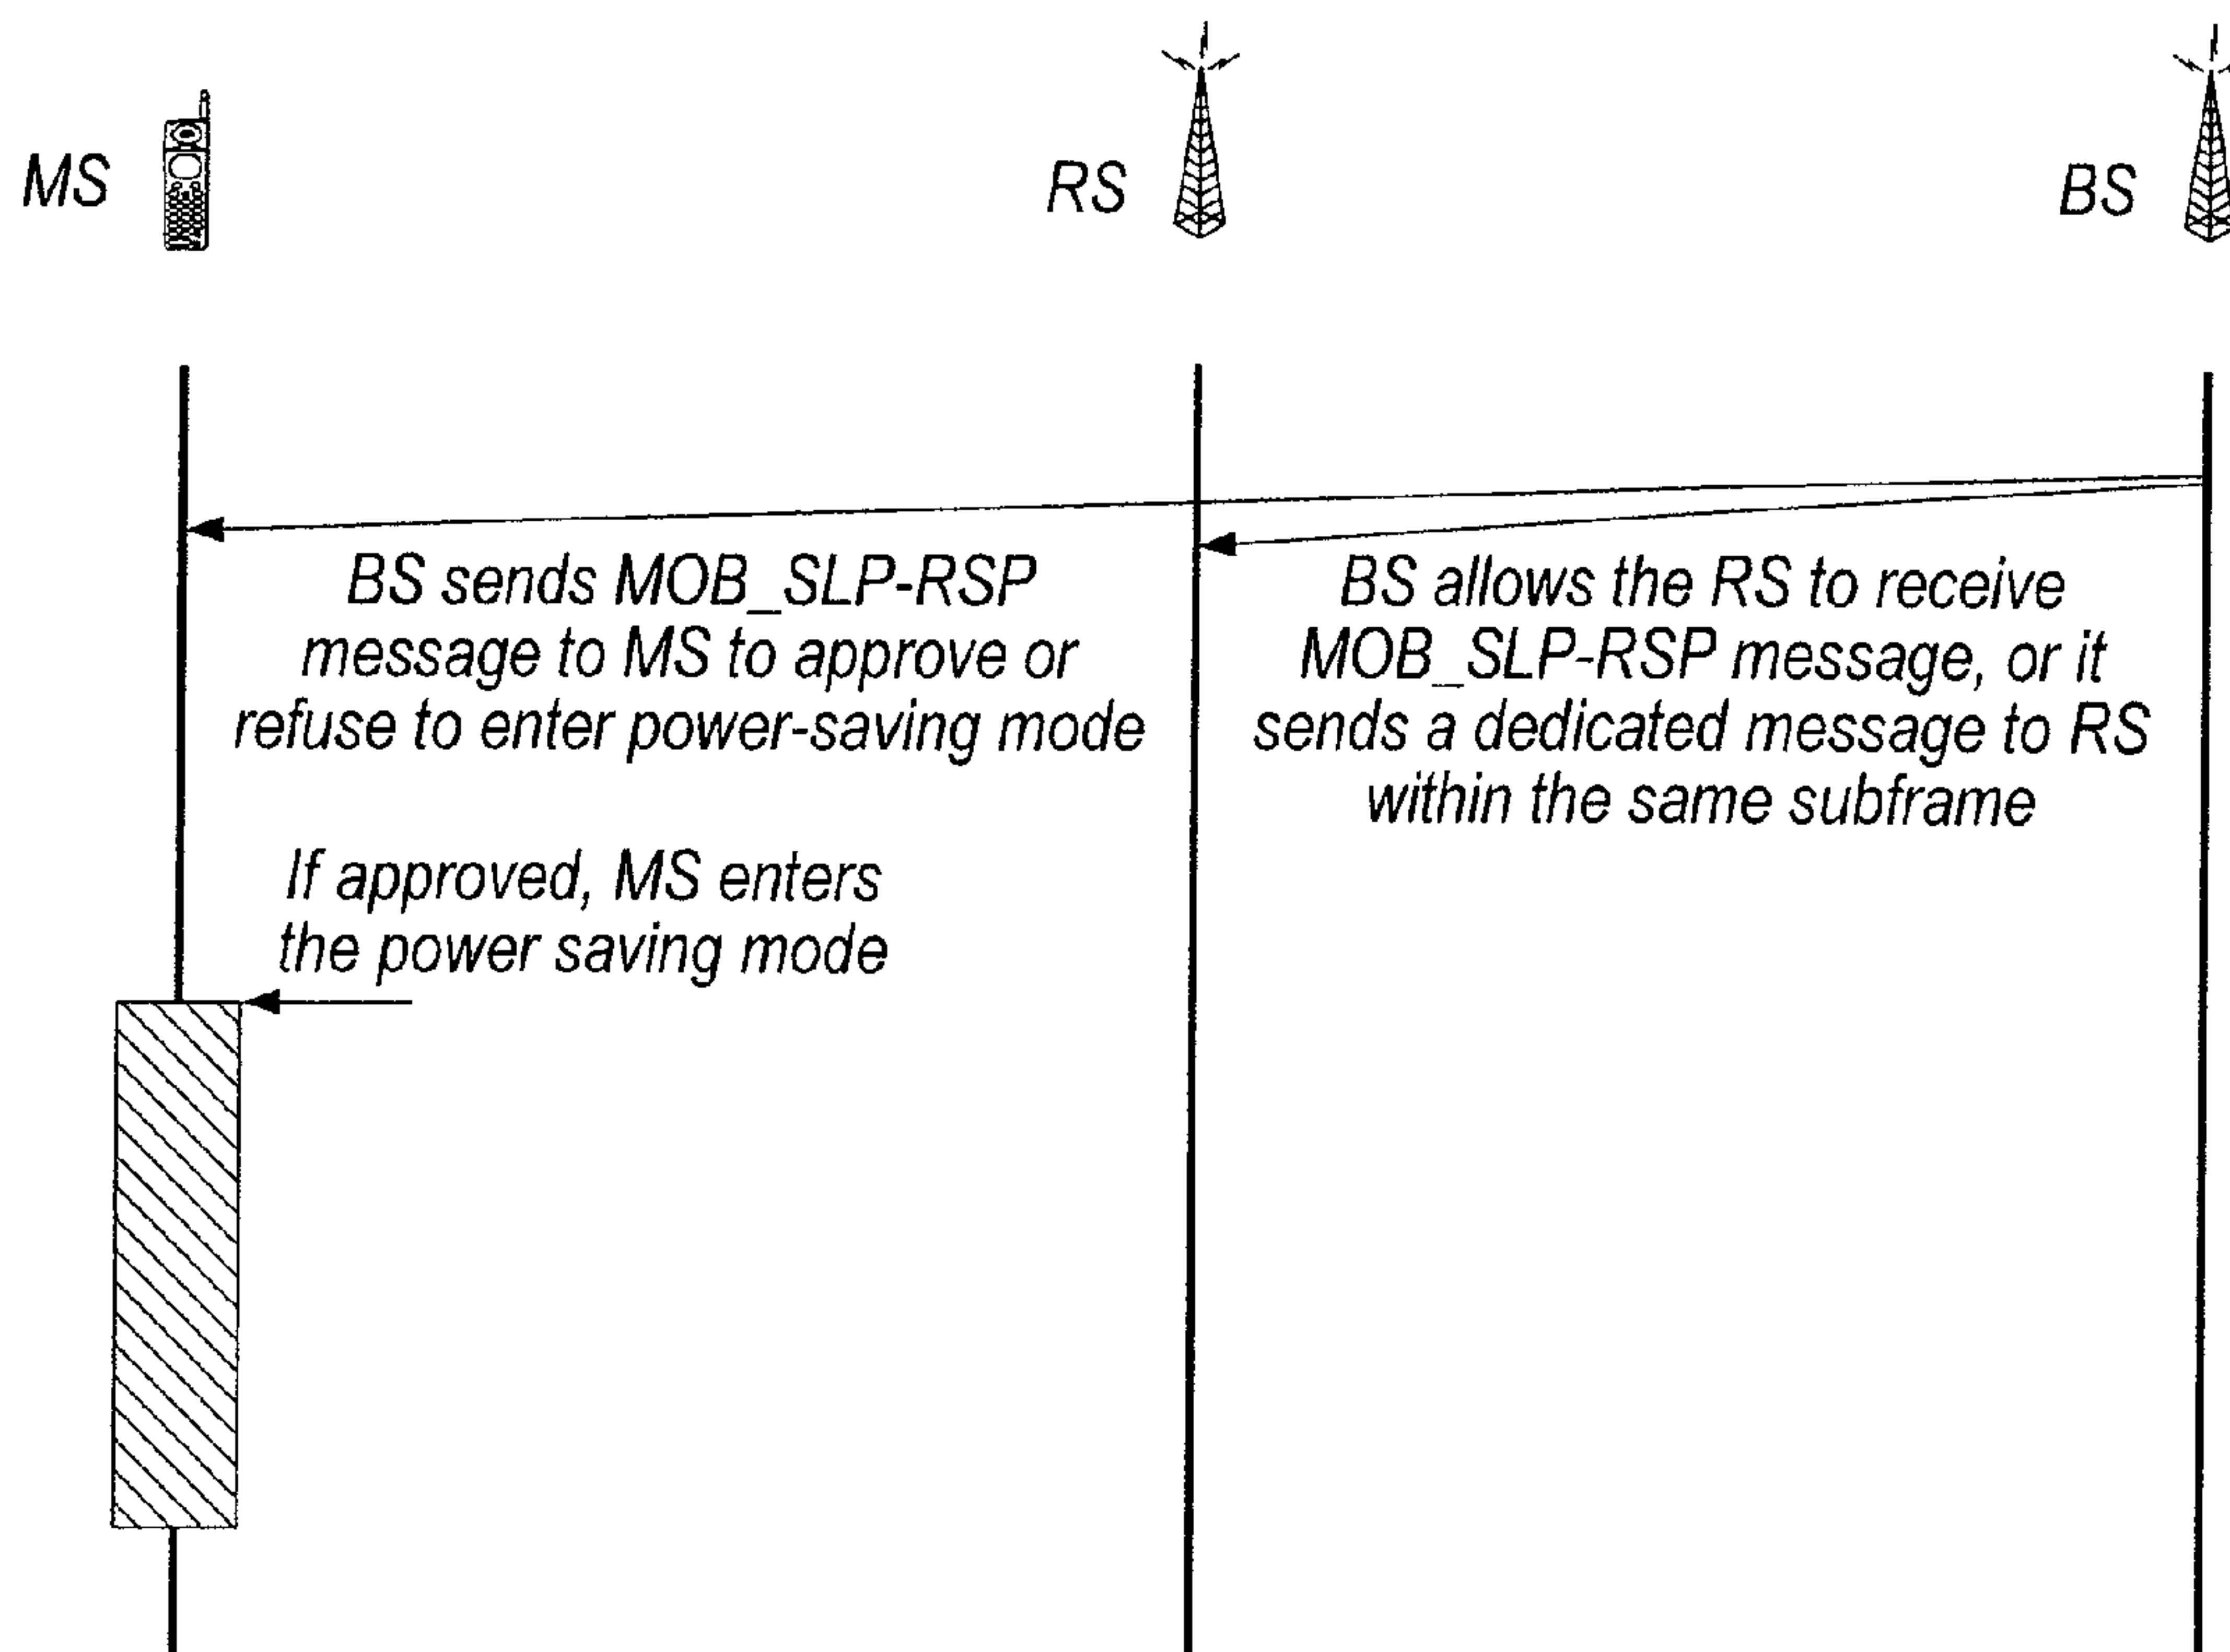 MS
RS
BS
BS sends MOB_SLP-RSP
message to MS to approve or
refuse to enter power-saving mode
BS allows the RS to receive
MOB_SLP-RSP message, or it
sends a dedicated message to RS
within the same subframe
If approved, MS enters
the power saving mode